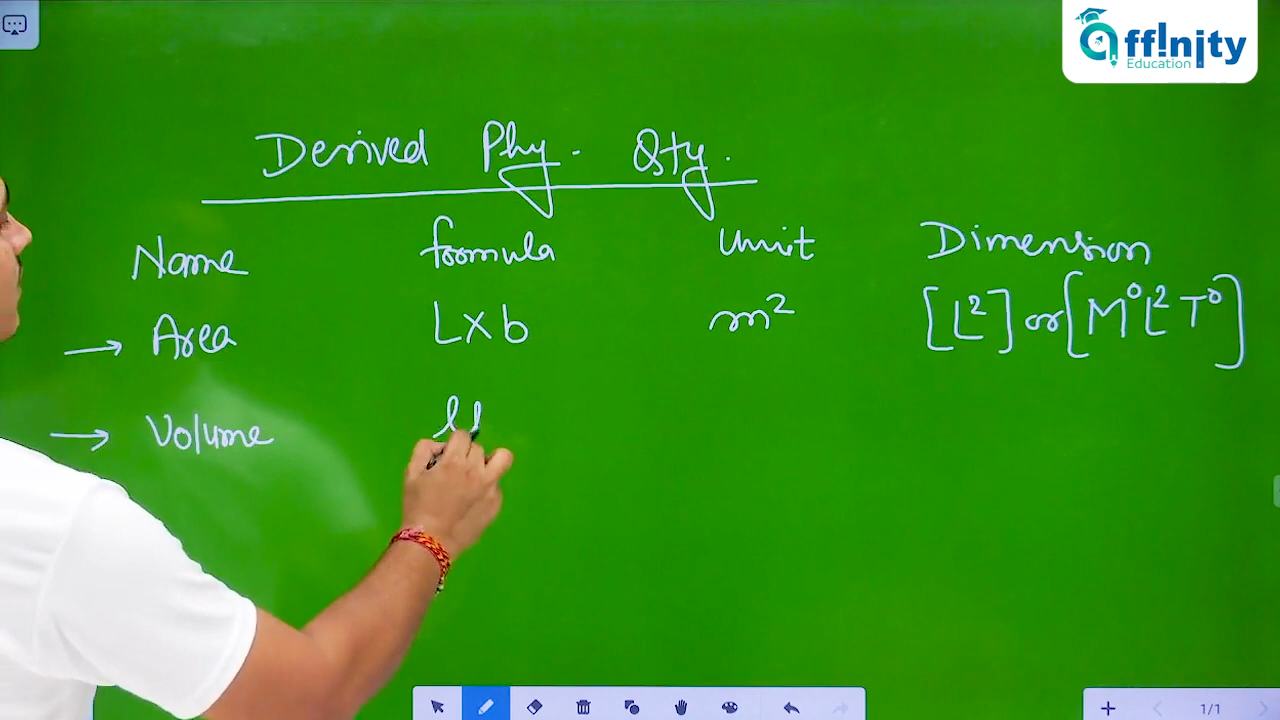 Affinity
Education
Derived Phy. Qty.
Name formula Unit Dimension
→ Area L×b m² [L²] or [M⁰L²T⁰]
→ Volume
1/1